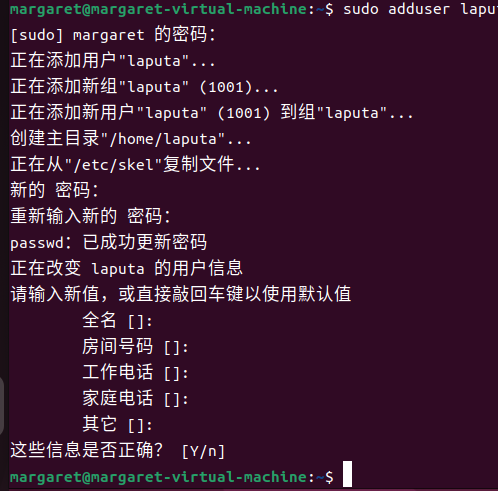 margaret@margaret-virtual-machine:~$ sudo adduser laput
[sudo] margaret 的密码：
正在添加用户"laputa"...
正在添加新组"laputa" (1001)...
正在添加新用户"laputa" (1001) 到组"laputa"...
创建主目录"/home/laputa"...
正在从"/etc/skel"复制文件...
新的 密码：
重新输入新的 密码：
passwd：已成功更新密码
正在改变 laputa 的用户信息
请输入新值，或直接敲回车键以使用默认值
全名 []:
房间号码 []:
工作电话 []:
家庭电话 []:
其它 []:
这些信息是否正确？ [Y/n]
margaret@margaret-virtual-machine:~$